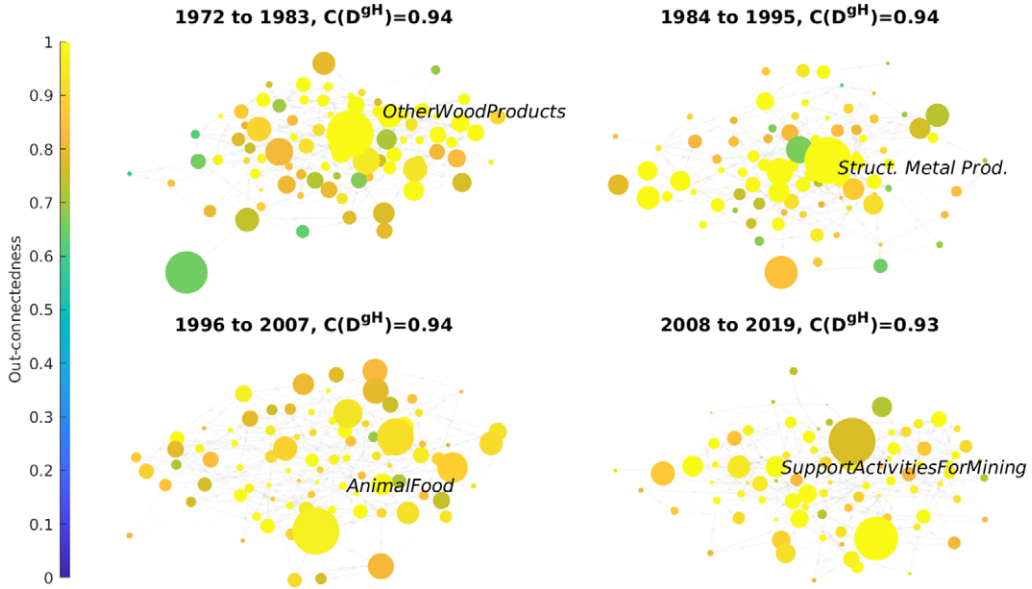 1972 to 1983, C(D^gH)=0.94
1984 to 1995, C(D^gH)=0.94
OtherWoodProducts
Struct. Metal Prod.
1996 to 2007, C(D^gH)=0.94
2008 to 2019, C(D^gH)=0.93
AnimalFood
SupportActivitiesForMining
Out-connectedness
1
0.9
0.8
0.7
0.6
0.5
0.4
0.3
0.2
0.1
0